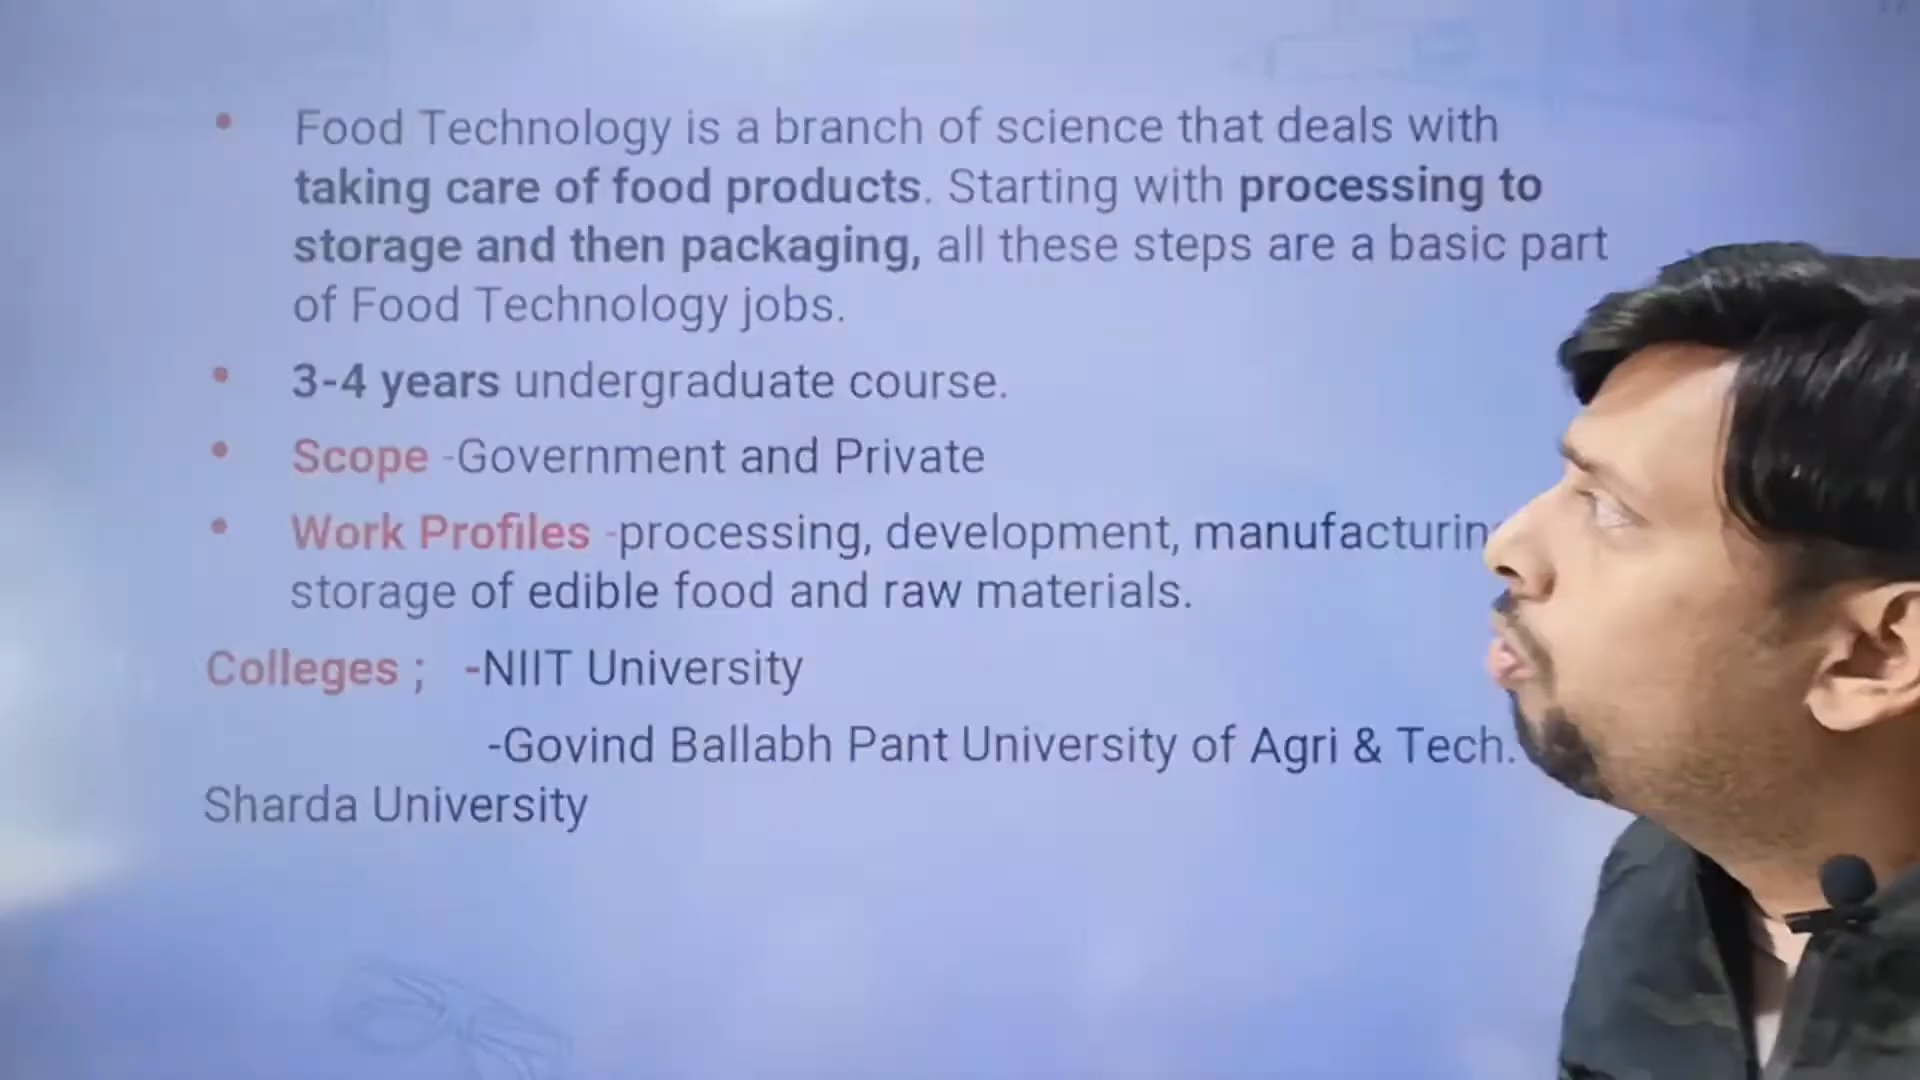 • Food Technology is a branch of science that deals with
taking care of food products. Starting with processing to
storage and then packaging, all these steps are a basic part
of Food Technology jobs.
• 3-4 years undergraduate course.
• Scope -Government and Private
• Work Profiles -processing, development, manufacturin
storage of edible food and raw materials.
Colleges ; -NIIT University
-Govind Ballabh Pant University of Agri & Tech.
Sharda University